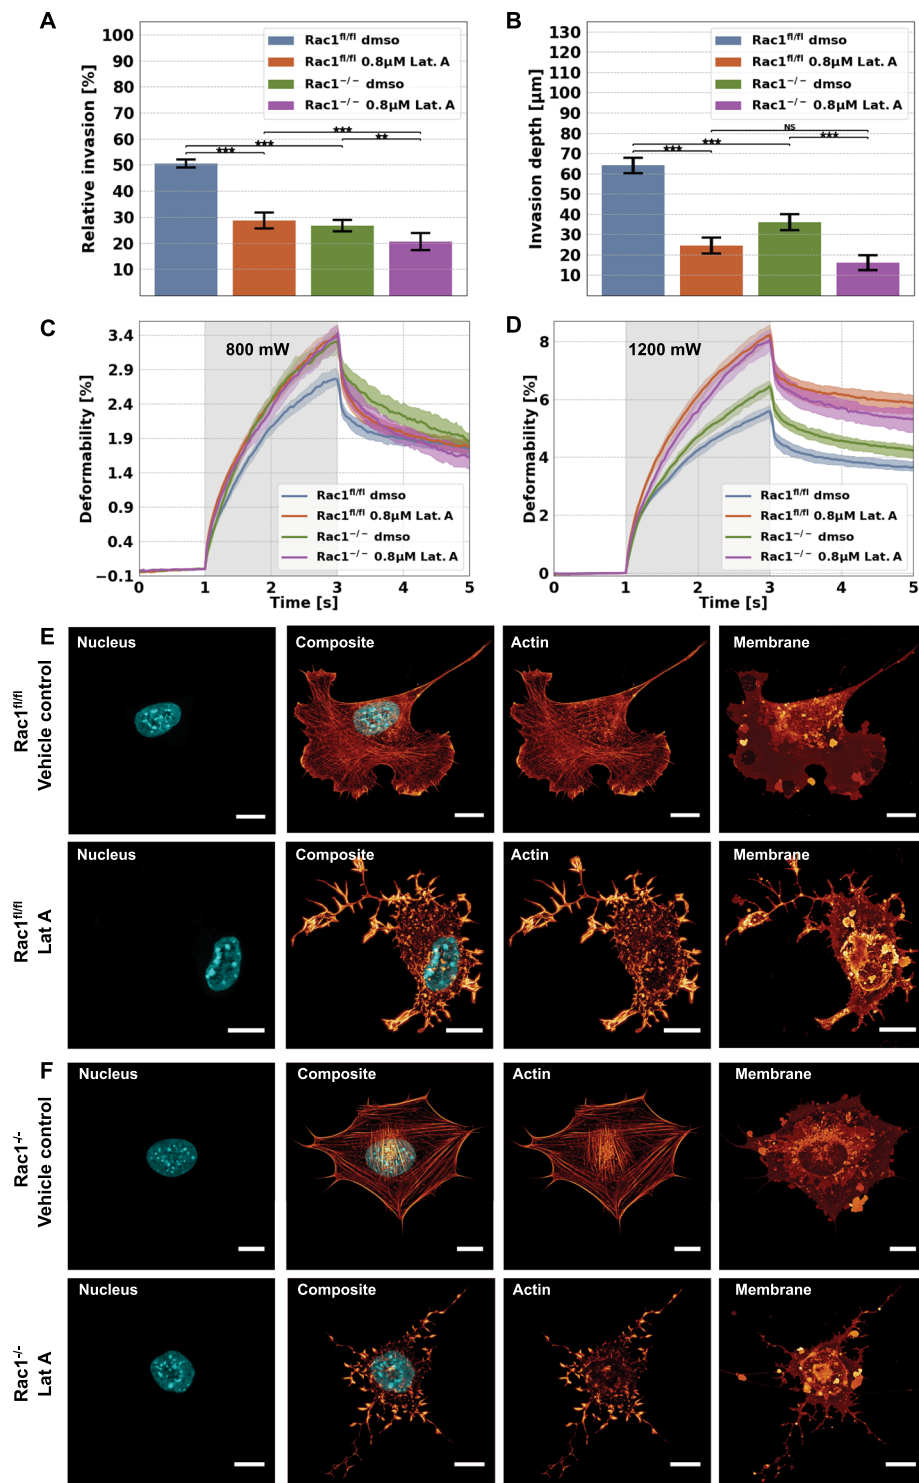 A
100
90
80
70
60
50
40
30
20
10
Relative invasion [%]
Rac1fl/fl dmso
Rac1fl/fl 0.8μM Lat. A
Rac1−/− dmso
Rac1−/− 0.8μM Lat. A
★★★
★★
★★★
★★★
B
130
120
110
100
90
80
70
60
50
40
30
20
10
Invasion depth [μm]
Rac1fl/fl dmso
Rac1fl/fl 0.8μM Lat. A
Rac1−/− dmso
Rac1−/− 0.8μM Lat. A
NS
★★★
★★★
★★★
C
3.4
2.9
2.4
1.9
1.4
0.9
0.4
−0.1
Deformability [%]
800 mW
Rac1fl/fl dmso
Rac1fl/fl 0.8μM Lat. A
Rac1−/− dmso
Rac1−/− 0.8μM Lat. A
0 1 2 3 4 5
Time [s]
D
8
6
4
2
0
Deformability [%]
1200 mW
Rac1fl/fl dmso
Rac1fl/fl 0.8μM Lat. A
Rac1−/− dmso
Rac1−/− 0.8μM Lat. A
0 1 2 3 4 5
Time [s]
E
Rac1fl/fl
Vehicle control
Nucleus
Composite
Actin
Membrane
Rac1fl/fl
Lat A
Nucleus
Composite
Actin
Membrane
F
Rac1-/-
Vehicle control
Nucleus
Composite
Actin
Membrane
Rac1-/-
Lat A
Nucleus
Composite
Actin
Membrane